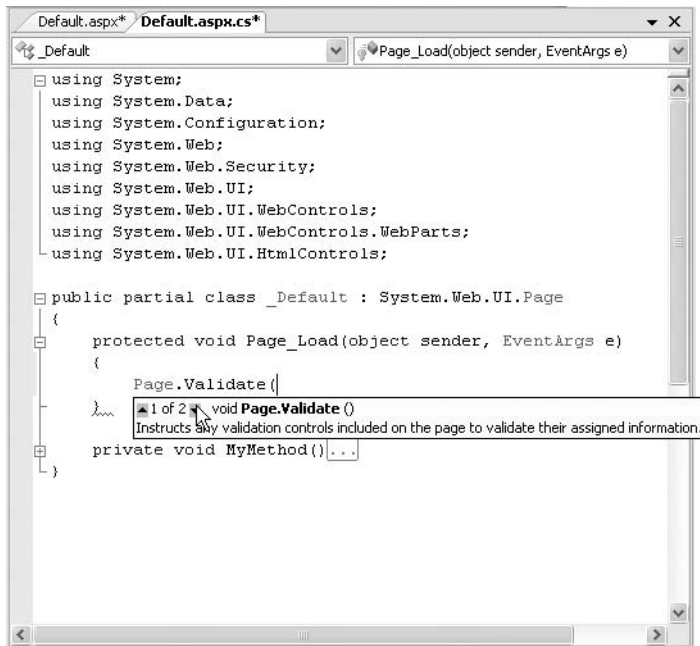 Default.aspx* Default.aspx.cs*
_Default Page_Load(object sender, EventArgs e)
using System;
using System.Data;
using System.Configuration;
using System.Web;
using System.Web.Security;
using System.Web.UI;
using System.Web.UI.WebControls;
using System.Web.UI.WebControls.WebParts;
using System.Web.UI.HtmlControls;
public partial class _Default : System.Web.UI.Page
{
protected void Page_Load(object sender, EventArgs e)
{
Page.Validate(
}
1 of 2 void Page.Validate ()
Instructs any validation controls included on the page to validate their assigned information.
private void MyMethod()...
}